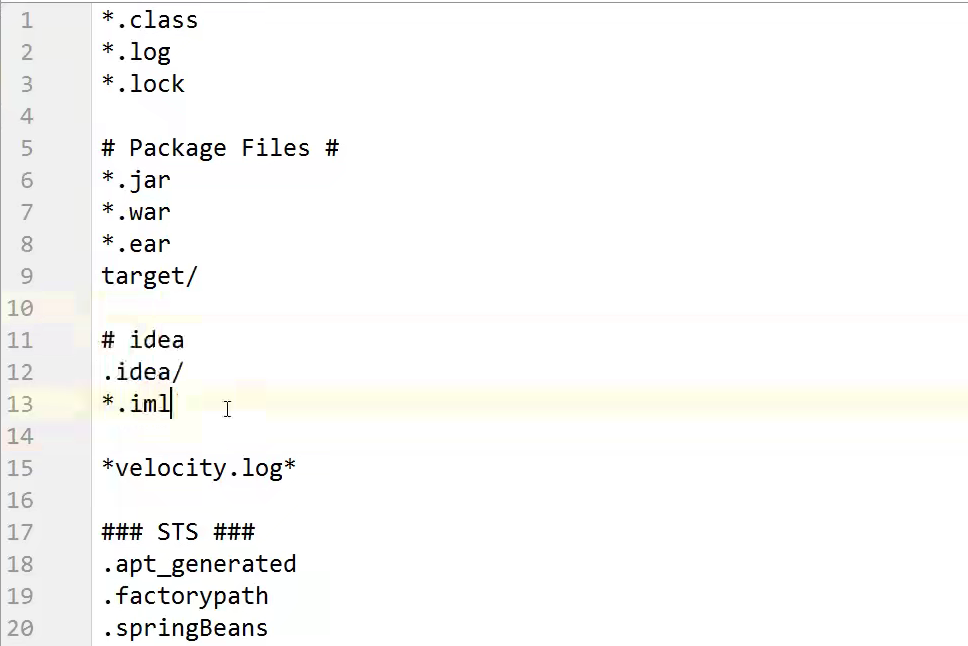 1 *.class
2 *.log
3 *.lock
4
5 # Package Files #
6 *.jar
7 *.war
8 *.ear
9 target/
10
11 # idea
12 .idea/
13 *.iml
14
15 *velocity.log*
16
17 ### STS ###
18 .apt_generated
19 .factorypath
20 .springBeans